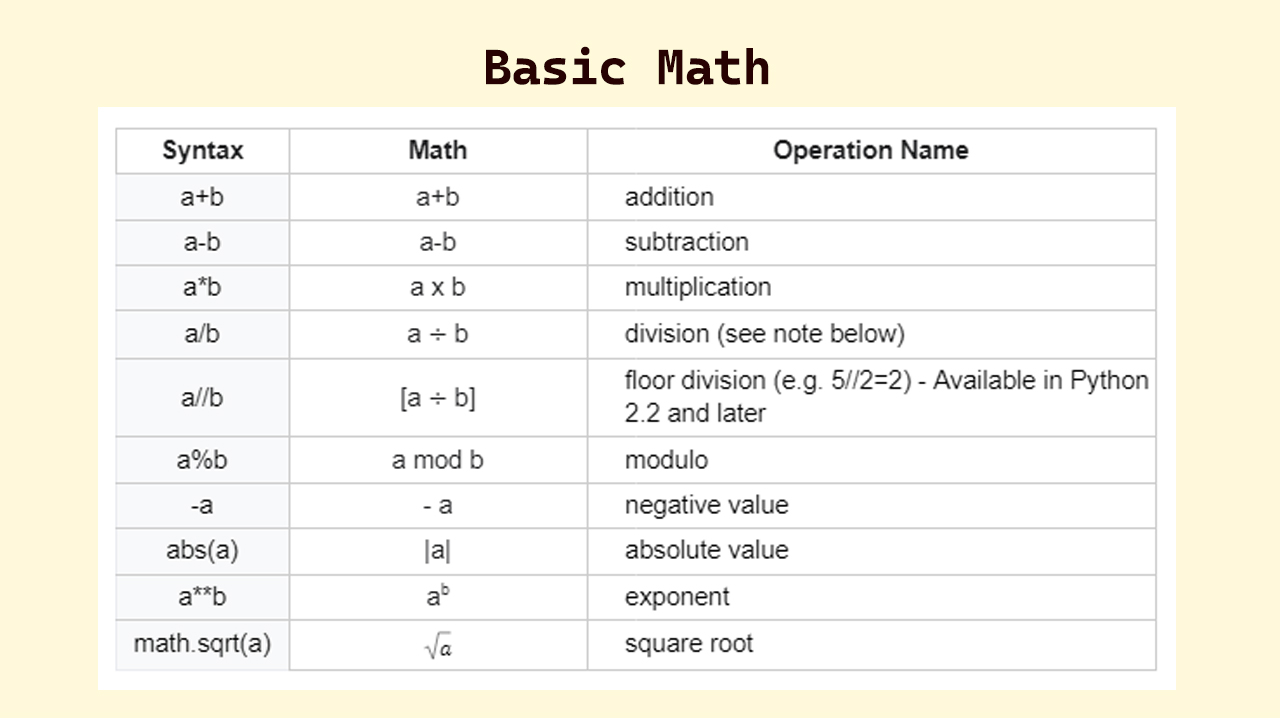 Basic Math
Syntax Math Operation Name
a+b a+b addition
a-b a-b subtraction
a*b a x b multiplication
a/b a ÷ b division (see note below)
a//b [a ÷ b] floor division (e.g. 5//2=2) - Available in Python
2.2 and later
a%b a mod b modulo
-a - a negative value
abs(a) |a| absolute value
a**b aᵇ exponent
math.sqrt(a) √a square root